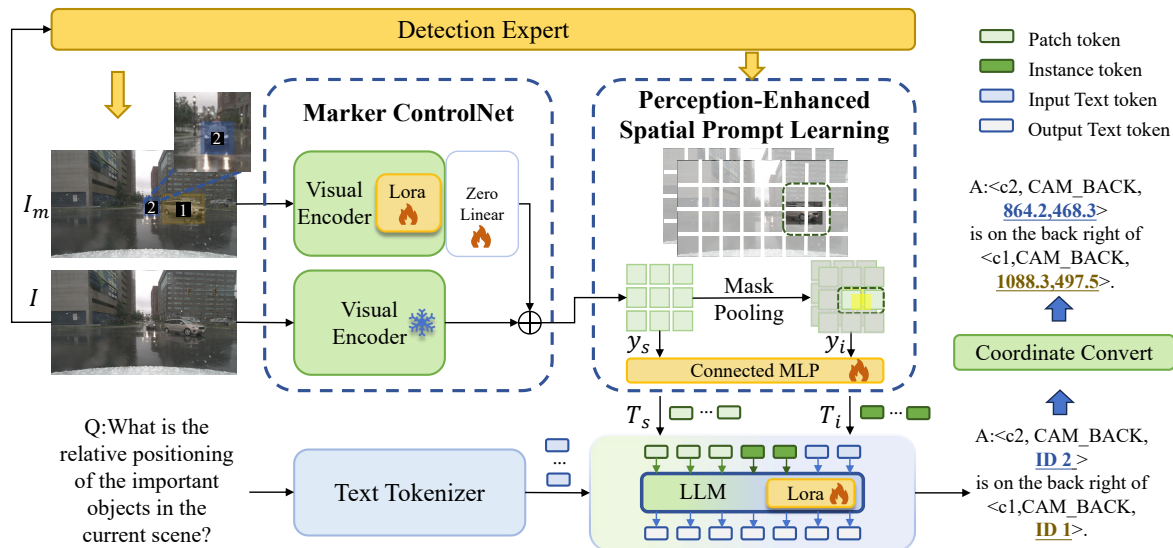 Detection Expert
Patch token
Instance token
Input Text token
Output Text token
Marker ControlNet
Perception-Enhanced
Spatial Prompt Learning
2
2
1
I_m
Visual
Encoder
Lora
Zero
Linear
I
Visual
Encoder
Mask
Pooling
y_s
y_i
Connected MLP
T_s
...
T_i
...
Q:What is the
relative positioning
of the important
objects in the
current scene?
Text Tokenizer
...
LLM
Lora
A:<c2, CAM_BACK,
864.2,468.3>
is on the back right of
<c1,CAM_BACK,
1088.3,497.5>.
Coordinate Convert
A:<c2, CAM_BACK,
ID 2 >
is on the back right of
<c1,CAM_BACK,
ID 1>.